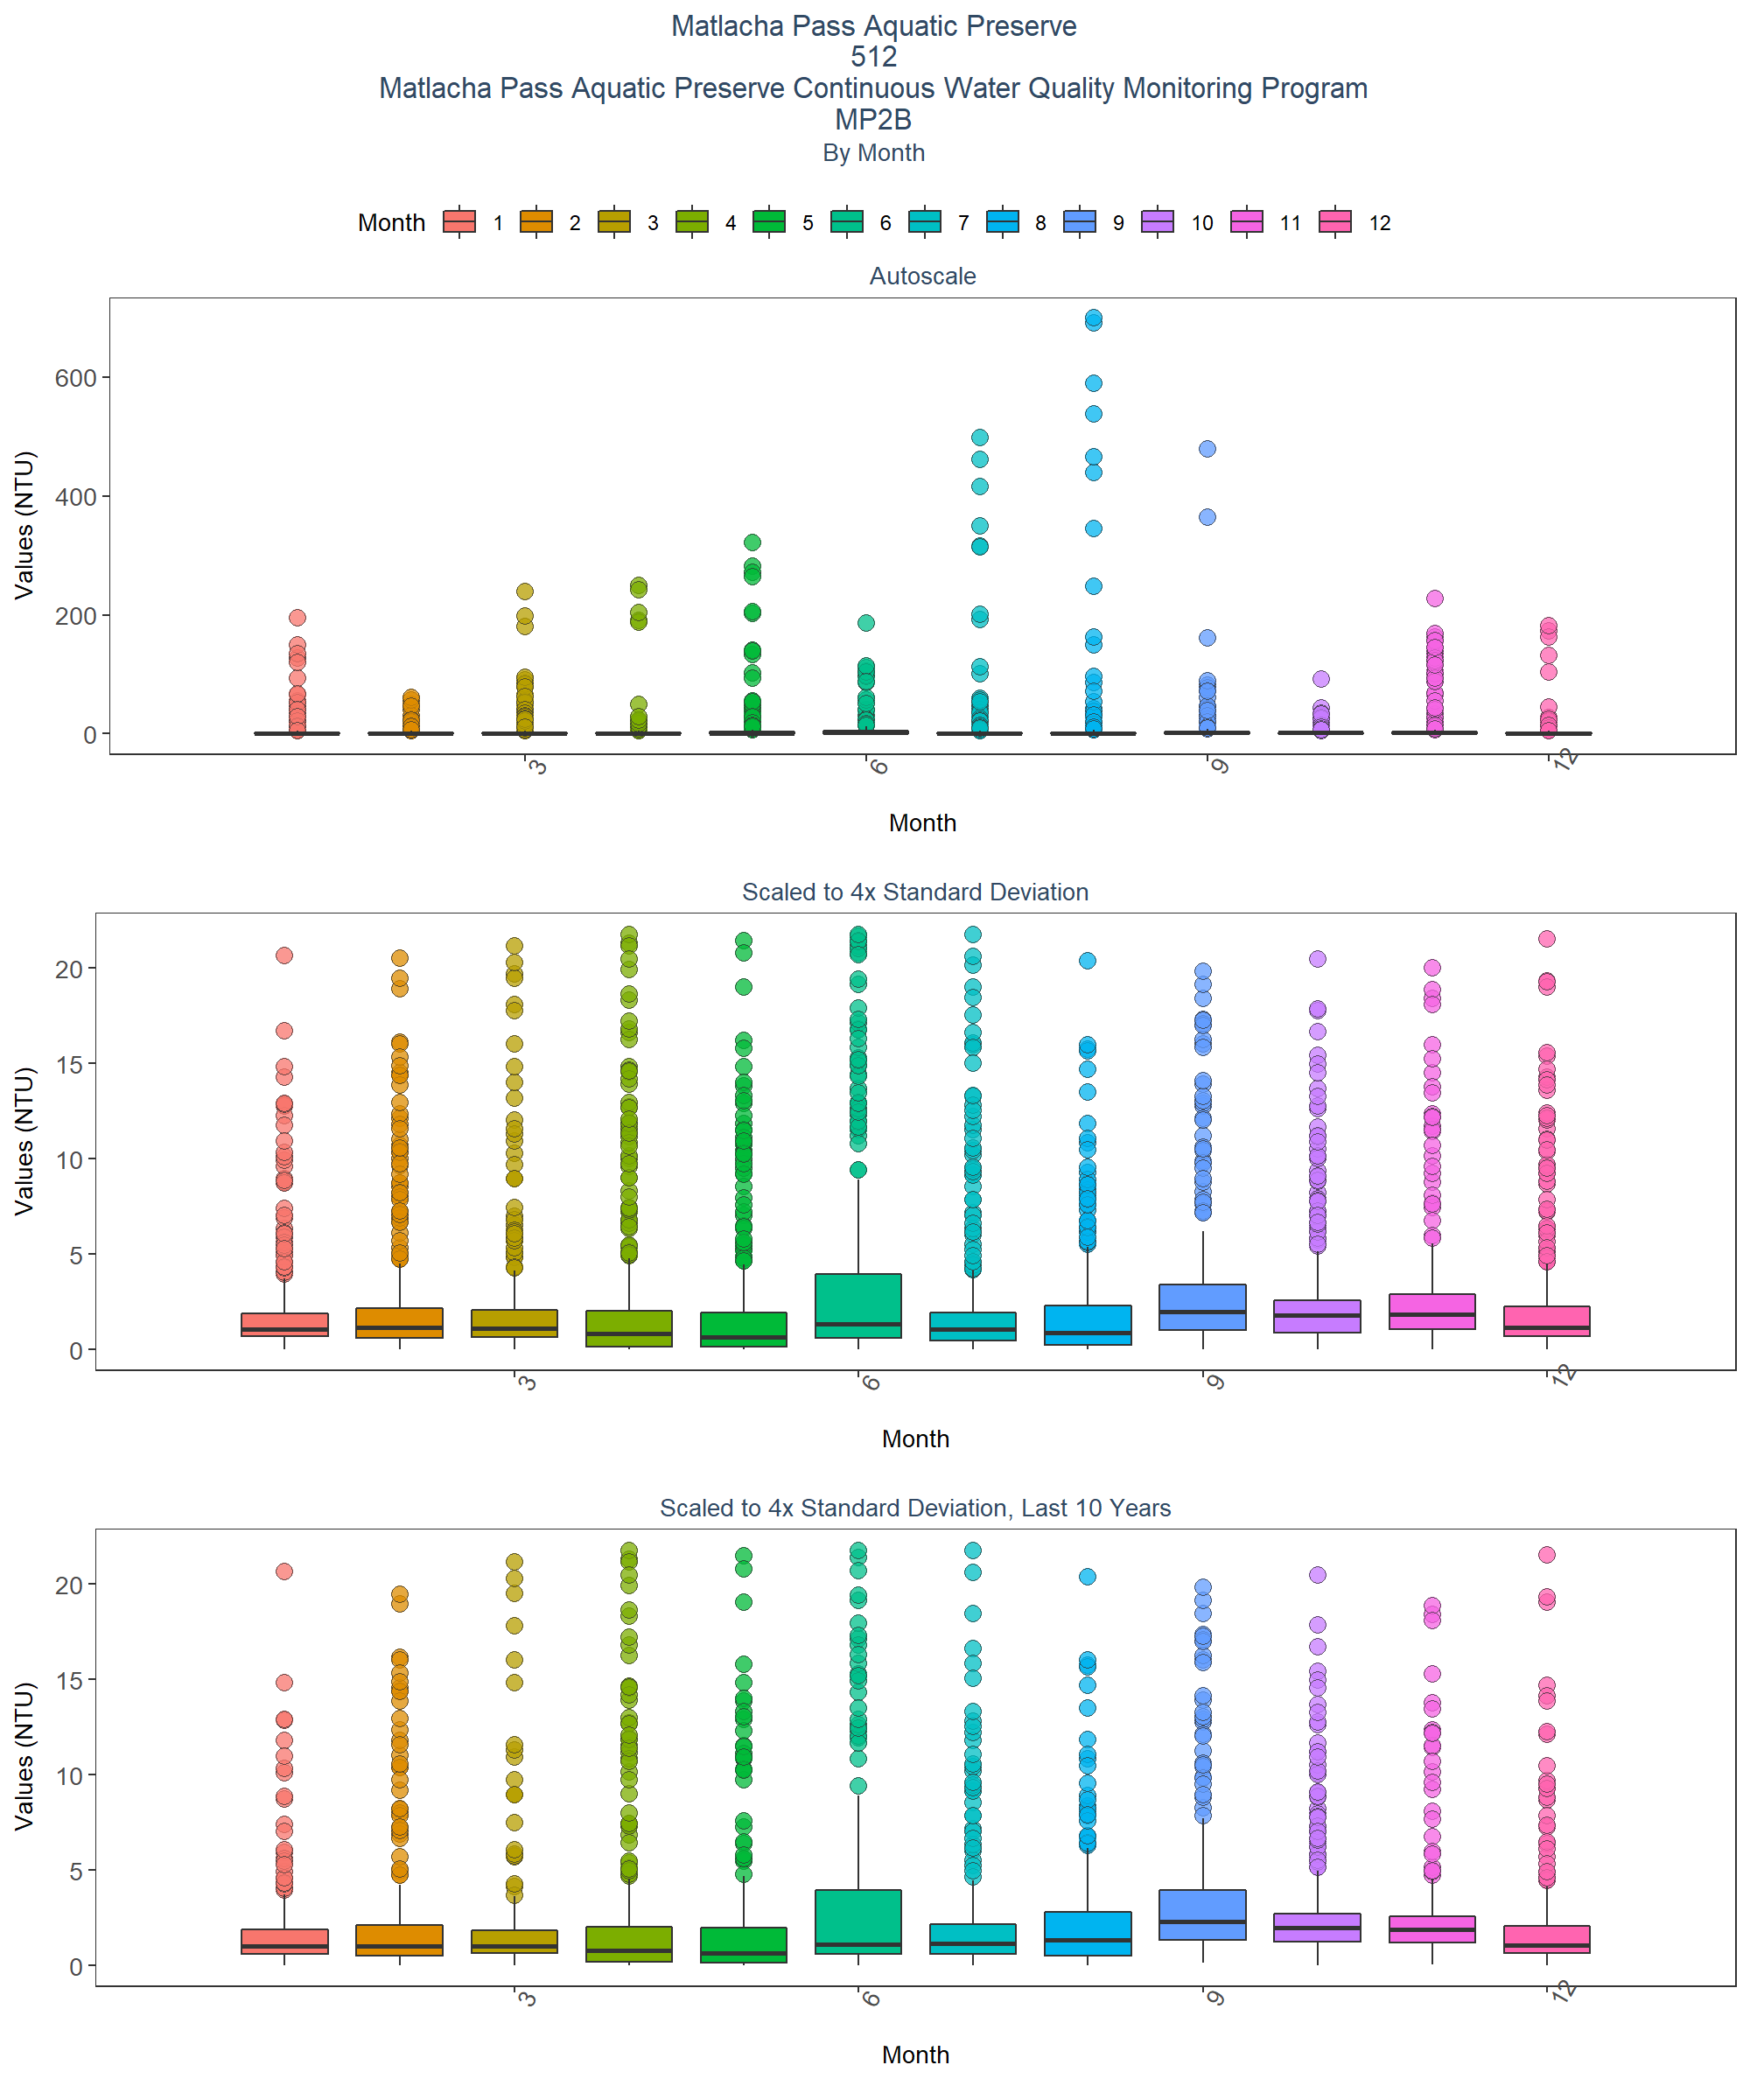 Matlacha Pass Aquatic Preserve
512
Matlacha Pass Aquatic Preserve Continuous Water Quality Monitoring Program
MP2B
By Month
Month 1 2 3 4 5 6 7 8 9 10 11 12
Autoscale
Values (NTU)
600
400
200
0
3 6 9 12
Month
Scaled to 4x Standard Deviation
Values (NTU)
20
15
10
5
0
3 6 9 12
Month
Scaled to 4x Standard Deviation, Last 10 Years
Values (NTU)
20
15
10
5
0
3 6 9 12
Month